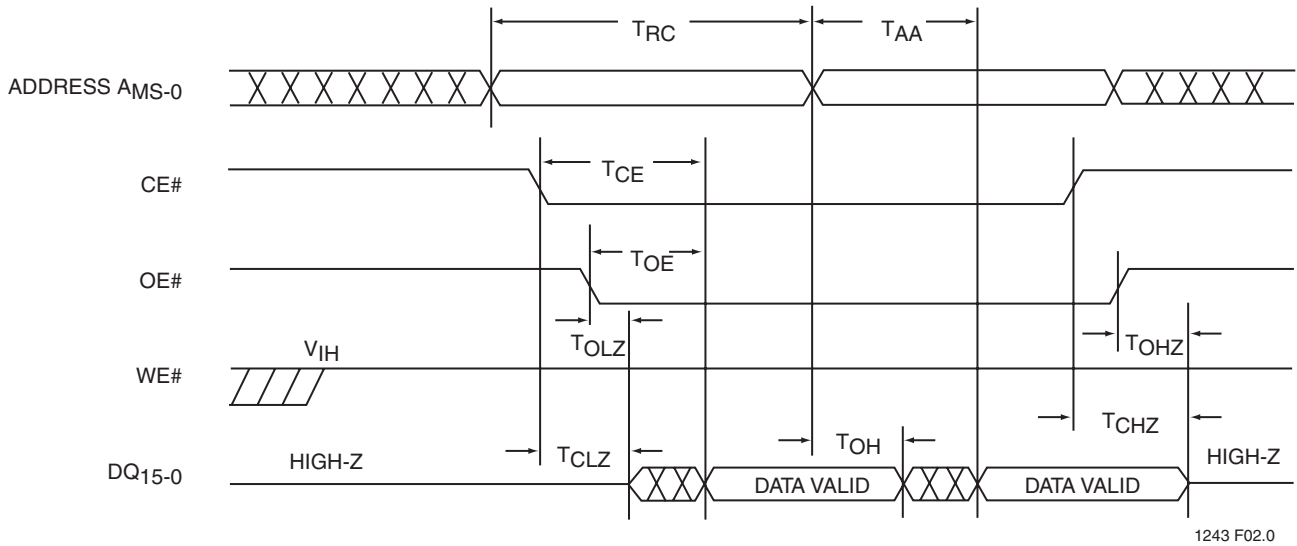 TRC
TAA
ADDRESS AMS-0
TCE
CE#
TOE
OE#
TOLZ
TOHZ
VIH
WE#
TCHZ
TCLZ
TOH
HIGH-Z
HIGH-Z
DQ15-0
DATA VALID
DATA VALID
1243 F02.0